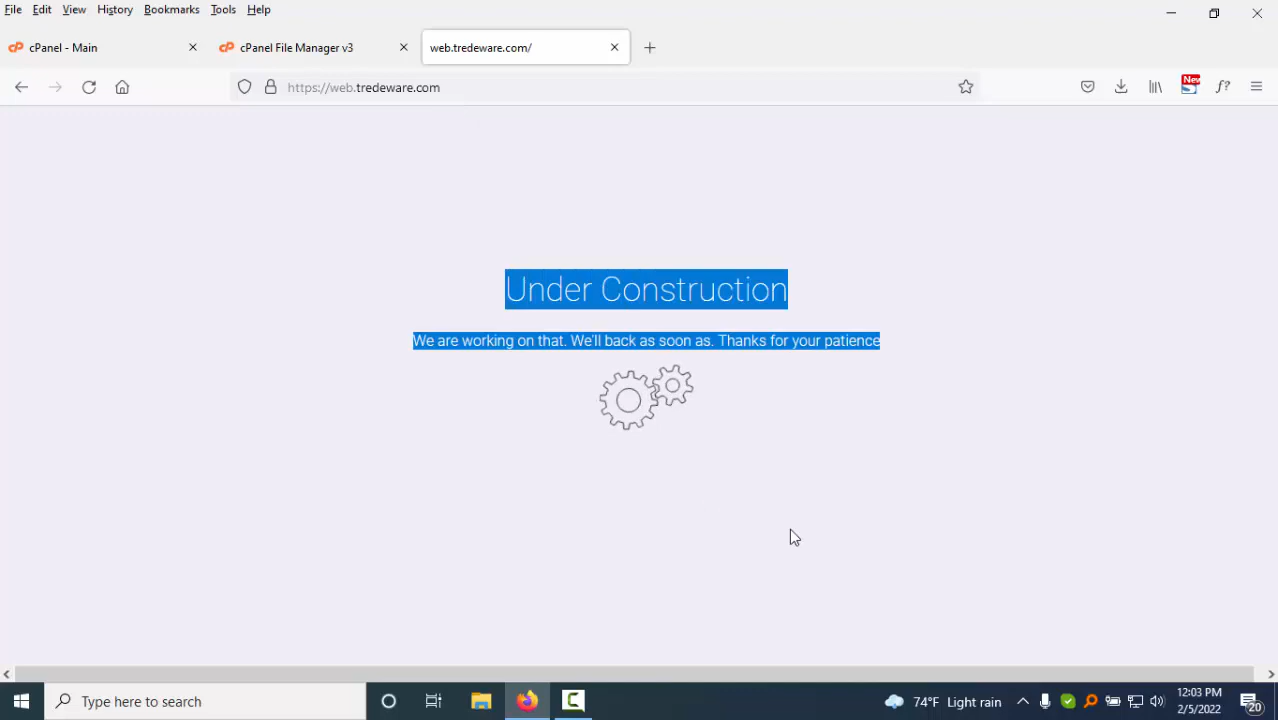 File Edit View History Bookmarks Tools Help
cPanel - Main cPanel File Manager v3 web.tredeware.com/
https://web.tredeware.com
New
f?
Under Construction
We are working on that. We'll back as soon as. Thanks for your patience
Type here to search
74°F Light rain
12:03 PM
2/5/2022
20